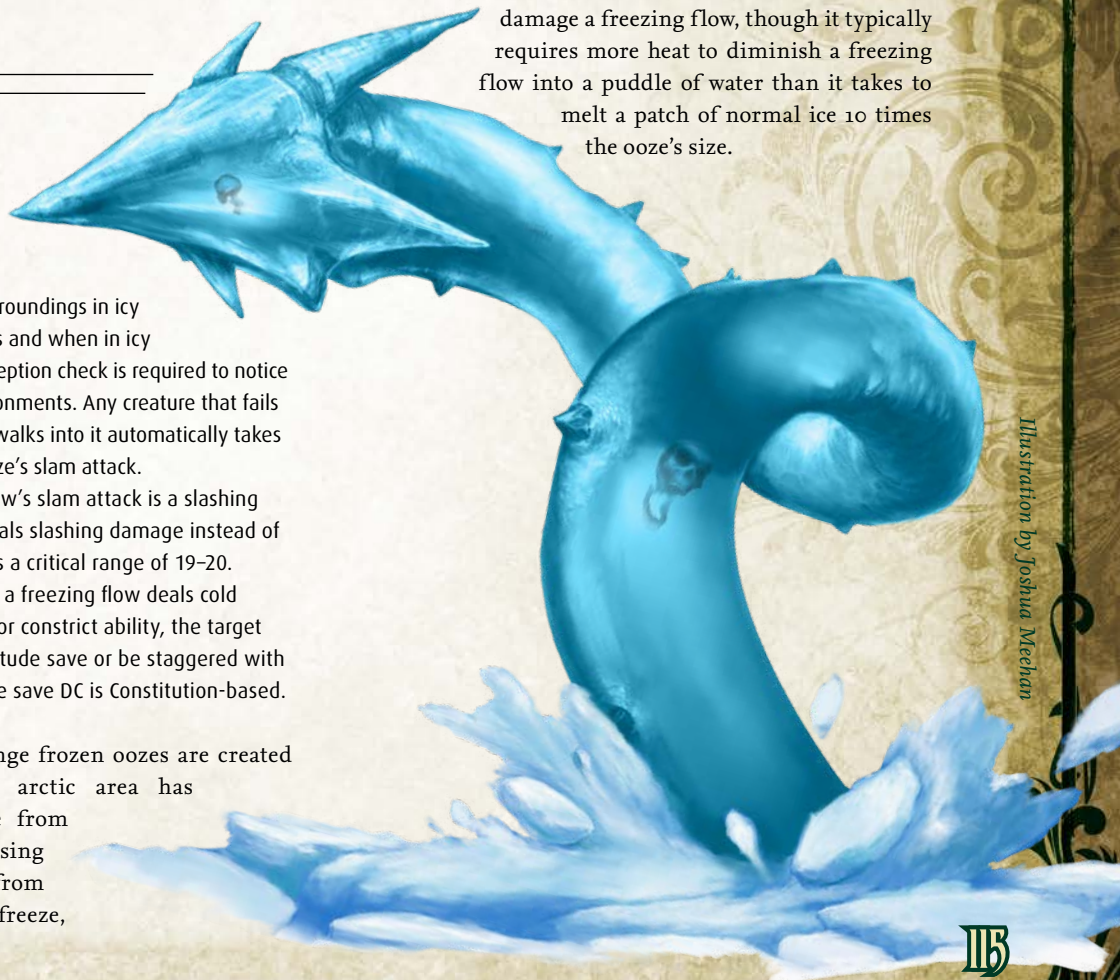 roundings in icy
s and when in icy
eption check is required to notice
onments. Any creature that fails
walks into it automatically takes
ze's slam attack.
w's slam attack is a slashing
als slashing damage instead of
s a critical range of 19–20.
a freezing flow deals cold
or constrict ability, the target
itude save or be staggered with
e save DC is Constitution-based.
nge frozen oozes are created
arctic area has
e from
sing
from
freeze,
damage a freezing flow, though it typically
requires more heat to diminish a freezing
flow into a puddle of water than it takes to
melt a patch of normal ice 10 times
the ooze's size.
Illustration by Joshua Meehan
115